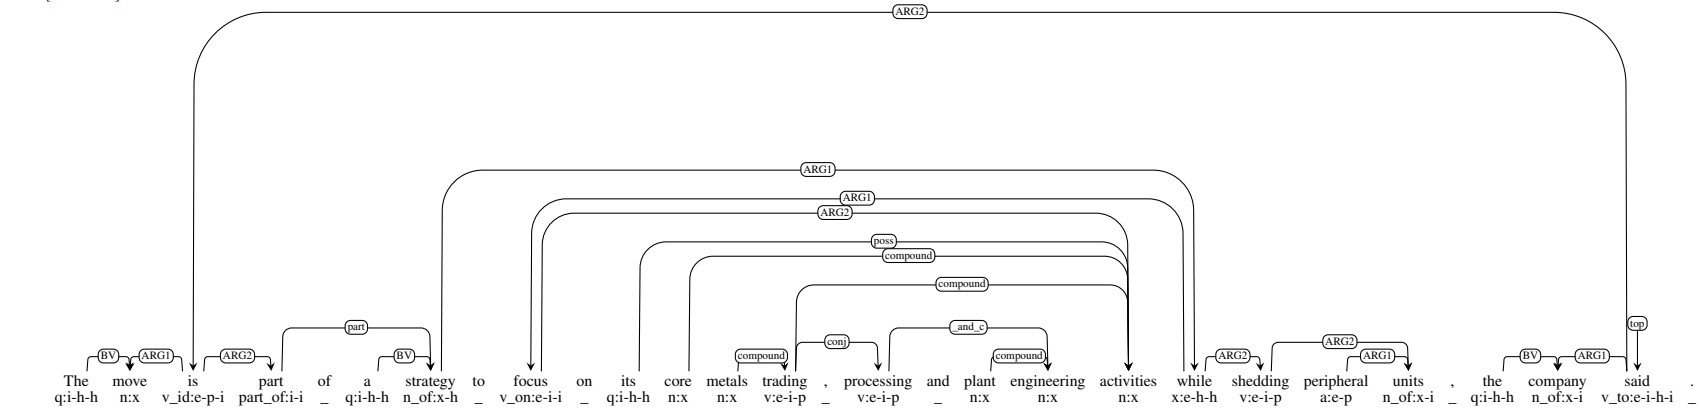 ARG2
ARG1
ARG1
ARG2
poss
compound
compound
part _and_c top
conj ARG2
BV ARG1 ARG2 BV compound compound ARG2 ARG1 BV ARG1
The move is part of a strategy to focus on its core metals trading , processing and plant engineering activities while shedding peripheral units , the company said .
q:i-h-h n:x v_id:e-p-i part_of:i-i _ q:i-h-h n_of:x-h _ v_on:e-i-i _ q:i-h-h n:x n:x v:e-i-p _ v:e-i-p _ n:x n:x n:x x:e-h-h v:e-i-p a:e-p n_of:x-i _ q:i-h-h n_of:x-i v_to:e-i-h-i _